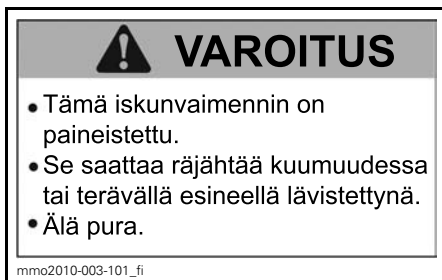 VAROITUS
• Tämä iskunvaimennin on
paineistettu.
• Se saattaa räjähtää kuumuudessa
tai terävällä esineellä lävistettynä.
• Älä pura.
mmo2010-003-101_fi